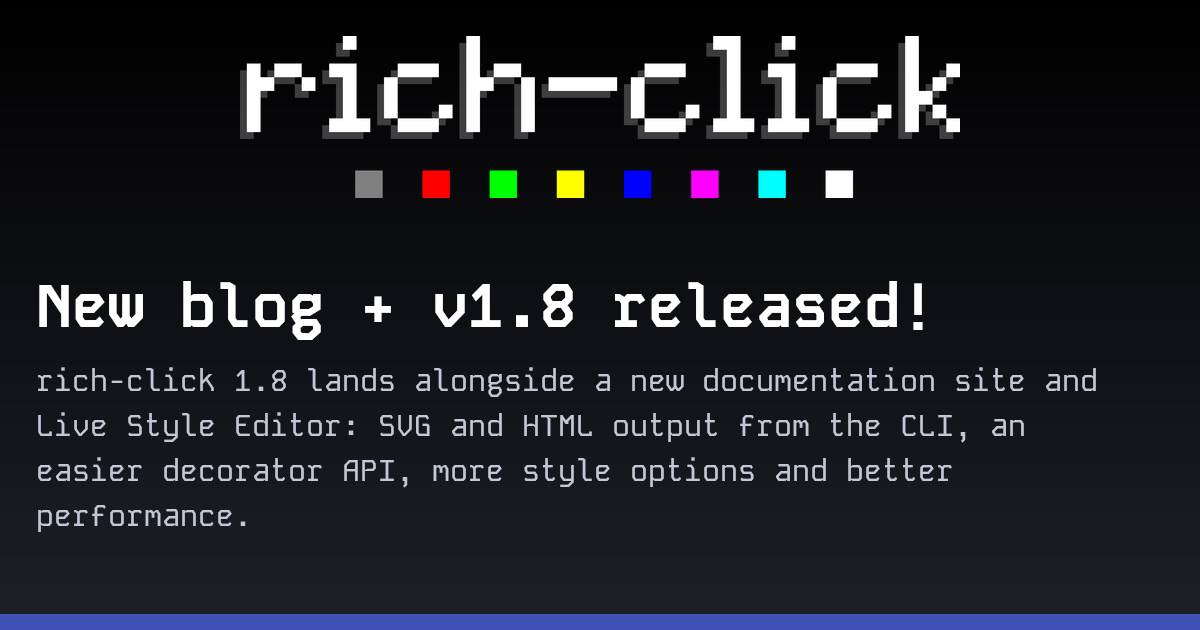 rich-click
New blog + v1.8 released!
rich-click 1.8 lands alongside a new documentation site and
Live Style Editor: SVG and HTML output from the CLI, an
easier decorator API, more style options and better
performance.